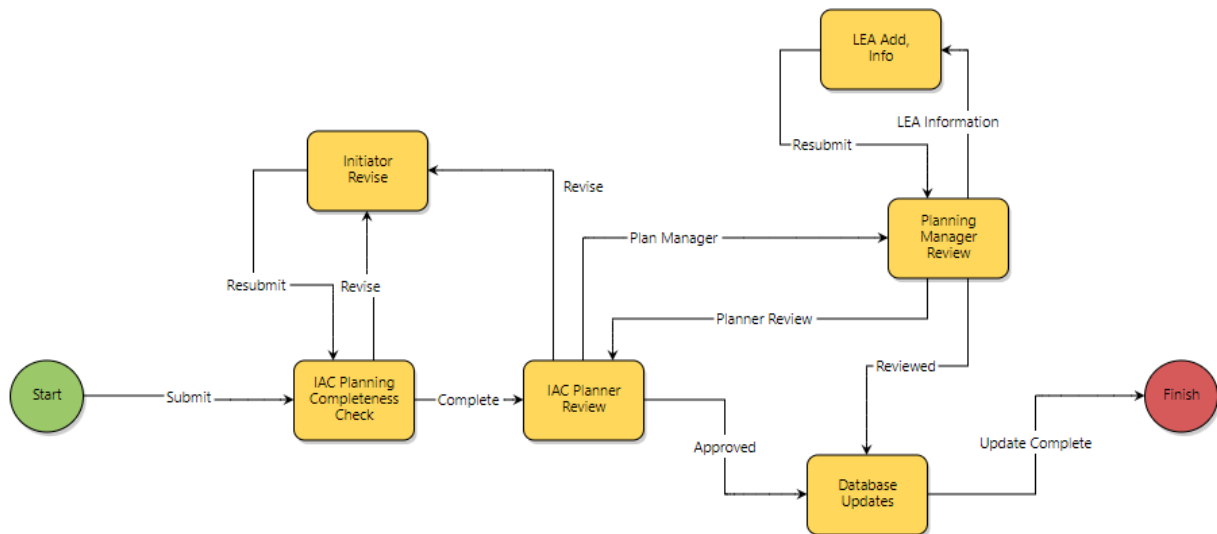 LEA Add,
Info
LEA Information
Resubmit
Initiator
Revise
Revise
Planning
Manager
Review
Plan Manager
Resubmit
Revise
Planner Review
Reviewed
Start
Submit
IAC Planning
Completeness
Check
Complete
IAC Planner
Review
Approved
Finish
Update Complete
Database
Updates